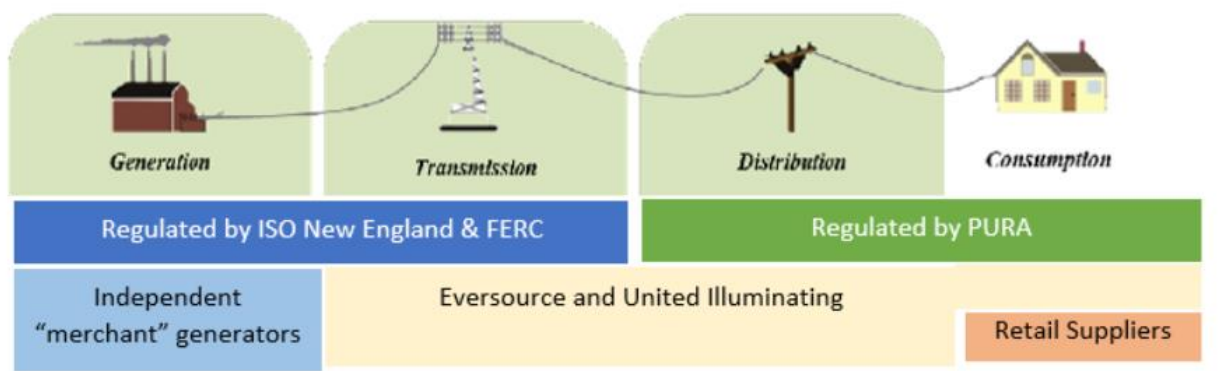 Generation
Transmission
Distribution
Consumption
Regulated by ISO New England & FERC
Regulated by PURA
Independent
“merchant” generators
Eversource and United Illuminating
Retail Suppliers